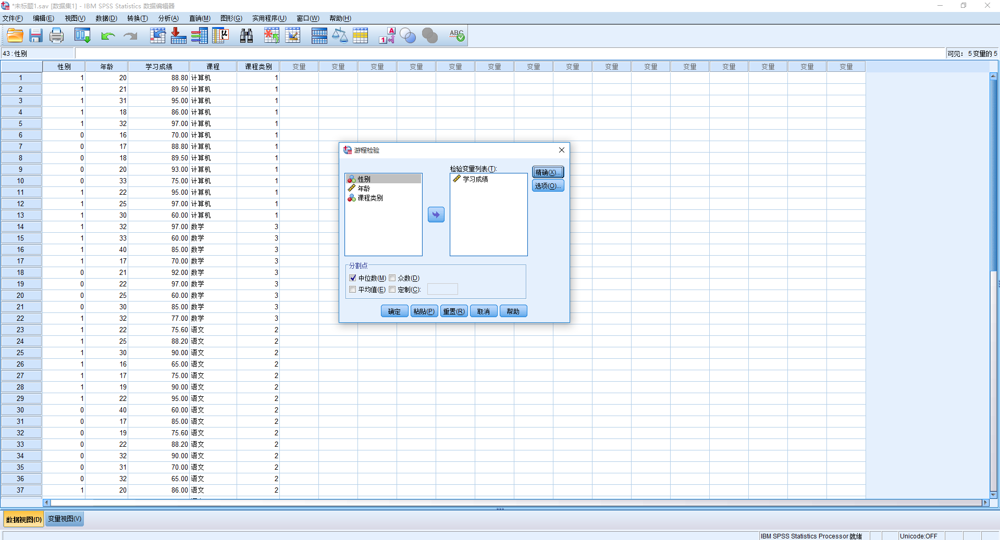 *未标题1.sav [数据集1] - IBM SPSS Statistics 数据编辑器
文件(F) 编辑(E) 视图(V) 数据(D) 转换(T) 分析(A) 直销(M) 图形(G) 实用程序(U) 窗口(W) 帮助(H)
43 : 性别 可见: 5 变量的 5
性别 年龄 学习成绩 课程 课程类别 变量 变量 变量 变量 变量 变量 变量 变量 变量 变量 变量 变量 变量 变量 变量
1 1 20 88.80 计算机 1
2 1 21 89.50 计算机 1
3 1 31 95.00 计算机 1
4 1 18 86.00 计算机 1
5 1 32 97.00 计算机 1
6 0 16 70.00 计算机 1
7 0 17 88.80 计算机 1
8 0 18 89.50 计算机 1
9 0 20 93.00 计算机 1
10 0 33 75.00 计算机 1
11 1 22 95.00 计算机 1
12 1 25 97.00 计算机 1
13 1 30 60.00 计算机 1
14 1 32 97.00 数学 3
15 1 33 60.00 数学 3
16 1 40 85.00 数学 3
17 1 17 70.00 数学 3
18 0 21 92.00 数学 3
19 0 22 97.00 数学 3
20 0 25 60.00 数学 3
21 0 30 85.00 数学 3
22 1 32 77.00 数学 3
23 1 22 75.60 语文 2
24 1 25 88.20 语文 2
25 1 30 90.00 语文 2
26 1 16 65.00 语文 2
27 1 17 75.00 语文 2
28 1 19 90.00 语文 2
29 1 22 95.00 语文 2
30 0 40 60.00 语文 2
31 0 17 85.00 语文 2
32 0 19 75.60 语文 2
33 0 22 88.20 语文 2
34 0 32 90.00 语文 2
35 0 31 70.00 语文 2
36 0 32 65.00 语文 2
37 1 20 86.00 语文 2
游程检验
检验变量列表(T):
性别
年龄
课程类别
学习成绩
精确(X)...
选项(O)...
分割点
中位数(M) 众数(D)
平均值(E) 定制(C):
确定 粘贴(P) 重置(R) 取消 帮助
数据视图(D) 变量视图(V)
IBM SPSS Statistics Processor 就绪 Unicode:OFF